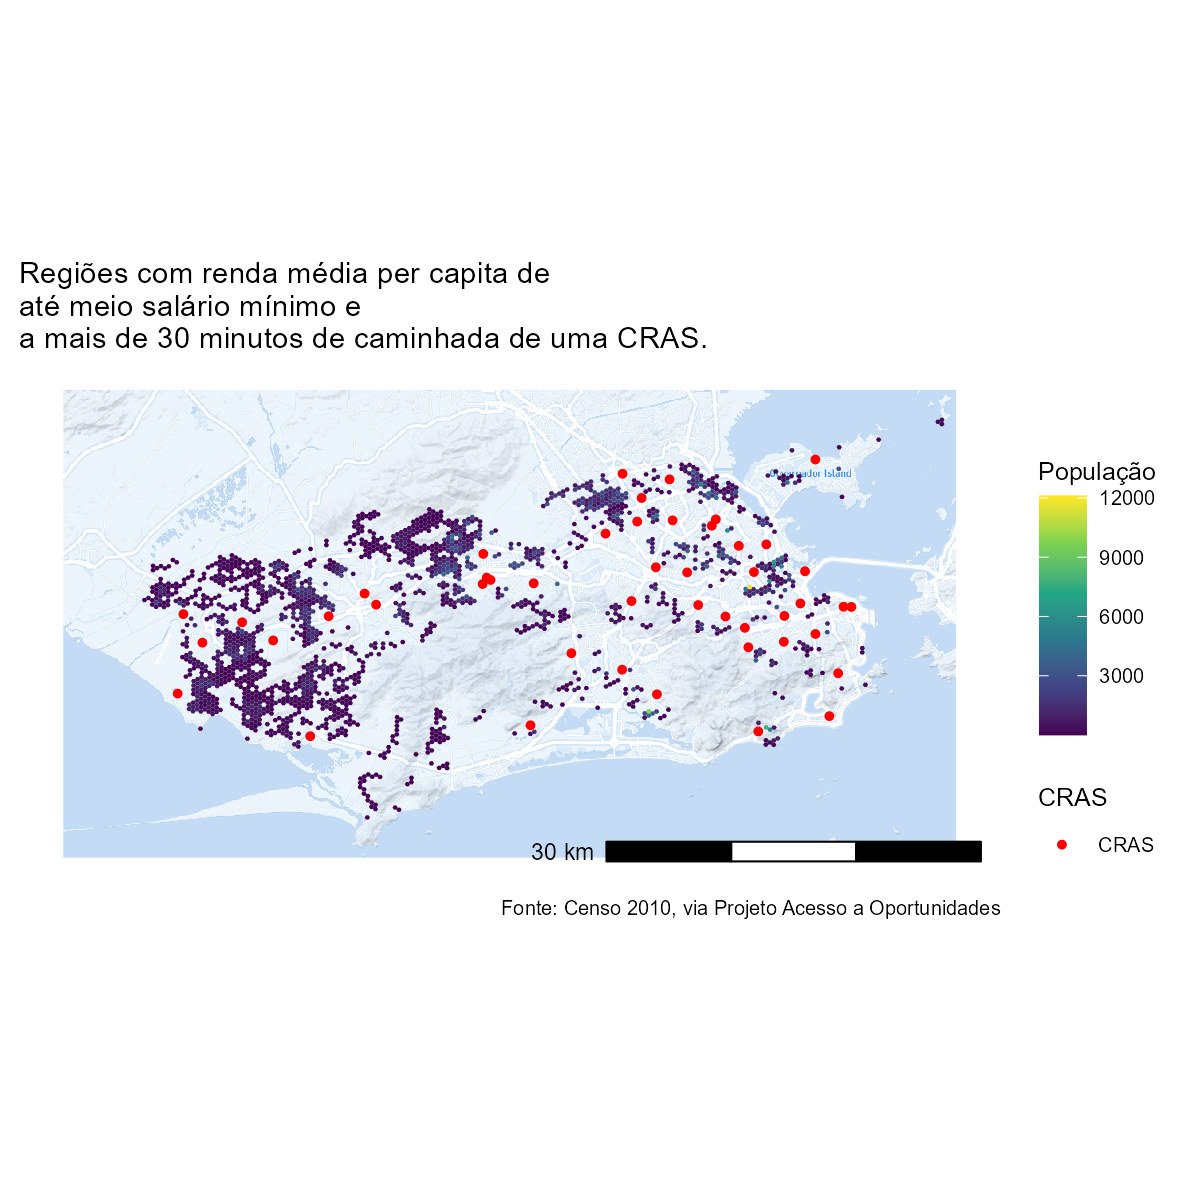 Regiões com renda média per capita de
até meio salário mínimo e
a mais de 30 minutos de caminhada de uma CRAS.
Governador Island
População
12000
9000
6000
3000
CRAS
CRAS
30 km
Fonte: Censo 2010, via Projeto Acesso a Oportunidades